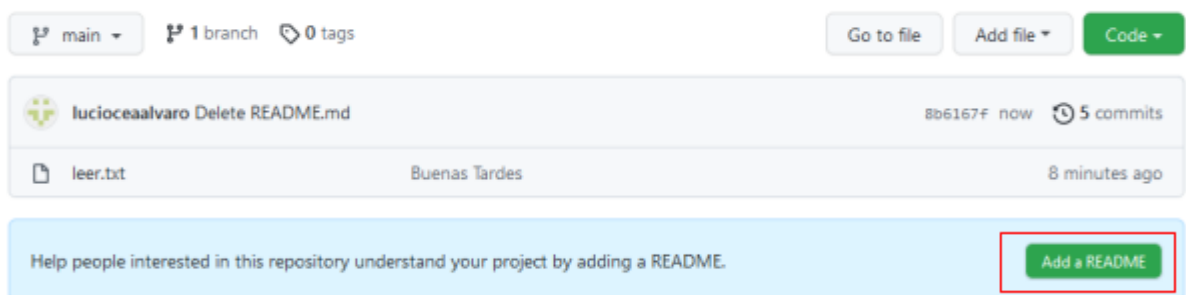 main 1 branch 0 tags Go to file Add file Code
lucioceaalvaro Delete README.md 8b6167f now 5 commits
leer.txt Buenas Tardes 8 minutes ago
Help people interested in this repository understand your project by adding a README. Add a README